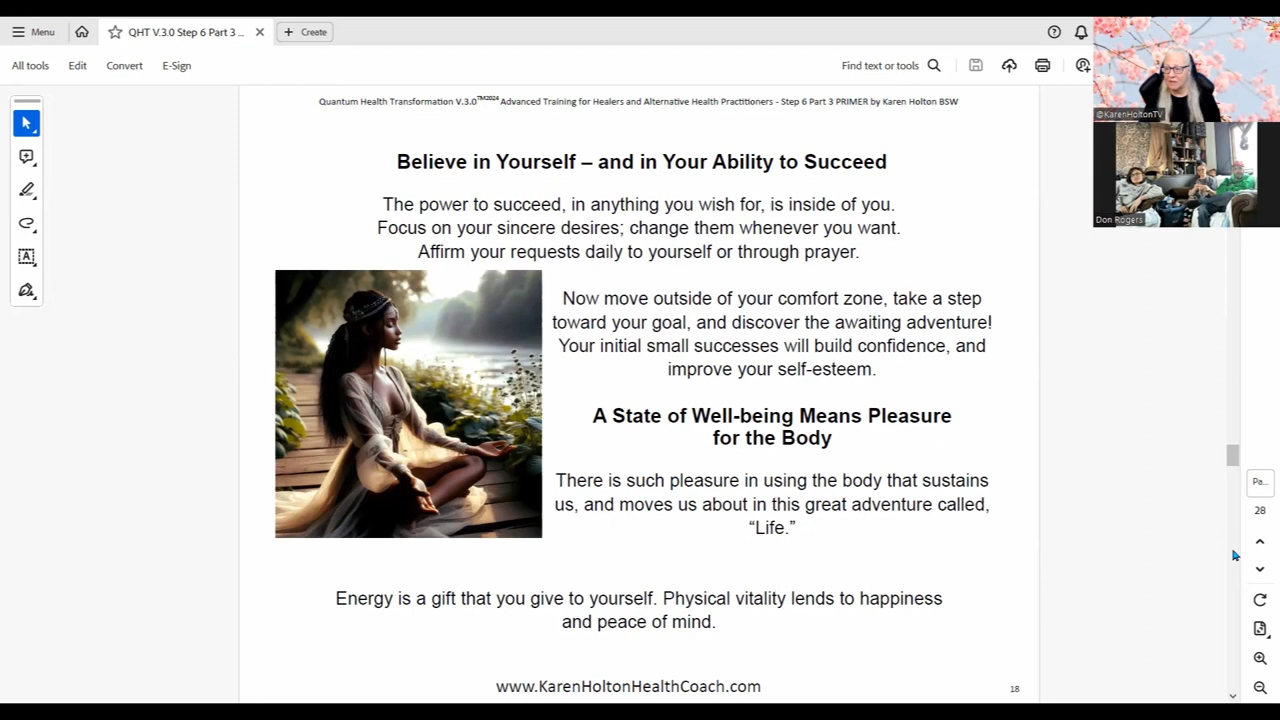 Menu
QHT V.3.0 Step 6 Part 3 ...
Create
All tools
Edit
Convert
E-Sign
Find text or tools
©KarenHoltonTV
Don Rogers
Quantum Health Transformation V.3.0™2024 Advanced Training for Healers and Alternative Health Practitioners - Step 6 Part 3 PRIMER by Karen Holton BSW
Believe in Yourself – and in Your Ability to Succeed
The power to succeed, in anything you wish for, is inside of you.
Focus on your sincere desires; change them whenever you want.
Affirm your requests daily to yourself or through prayer.
Now move outside of your comfort zone, take a step
toward your goal, and discover the awaiting adventure!
Your initial small successes will build confidence, and
improve your self-esteem.
A State of Well-being Means Pleasure
for the Body
There is such pleasure in using the body that sustains
us, and moves us about in this great adventure called,
“Life.”
Energy is a gift that you give to yourself. Physical vitality lends to happiness
and peace of mind.
www.KarenHoltonHealthCoach.com
18
Pa...
28